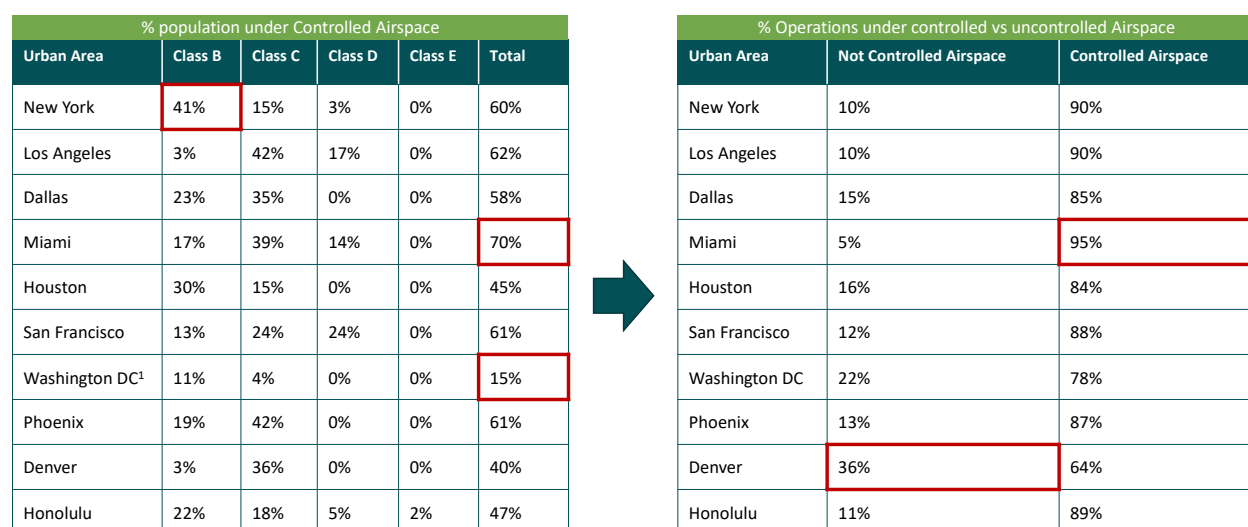 % population under Controlled Airspace
Urban Area Class B Class C Class D Class E Total
New York 41% 15% 3% 0% 60%
Los Angeles 3% 42% 17% 0% 62%
Dallas 23% 35% 0% 0% 58%
Miami 17% 39% 14% 0% 70%
Houston 30% 15% 0% 0% 45%
San Francisco 13% 24% 24% 0% 61%
Washington DC¹ 11% 4% 0% 0% 15%
Phoenix 19% 42% 0% 0% 61%
Denver 3% 36% 0% 0% 40%
Honolulu 22% 18% 5% 2% 47%
% Operations under controlled vs uncontrolled Airspace
Urban Area Not Controlled Airspace Controlled Airspace
New York 10% 90%
Los Angeles 10% 90%
Dallas 15% 85%
Miami 5% 95%
Houston 16% 84%
San Francisco 12% 88%
Washington DC 22% 78%
Phoenix 13% 87%
Denver 36% 64%
Honolulu 11% 89%